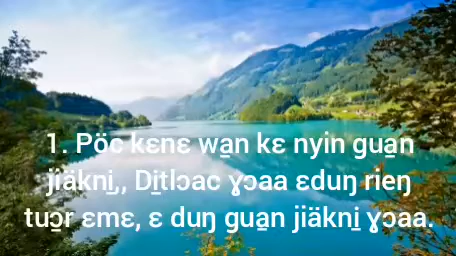 1. Pöc kɛnɛ wa̱n kɛ nyin gua̱n
jiäkni̱,, Di̱tlɔac ɣɔaa ɛduŋ rieŋ
tuɔ̱r ɛmɛ, ɛ duŋ gua̱n jiäkni̱ ɣɔaa.